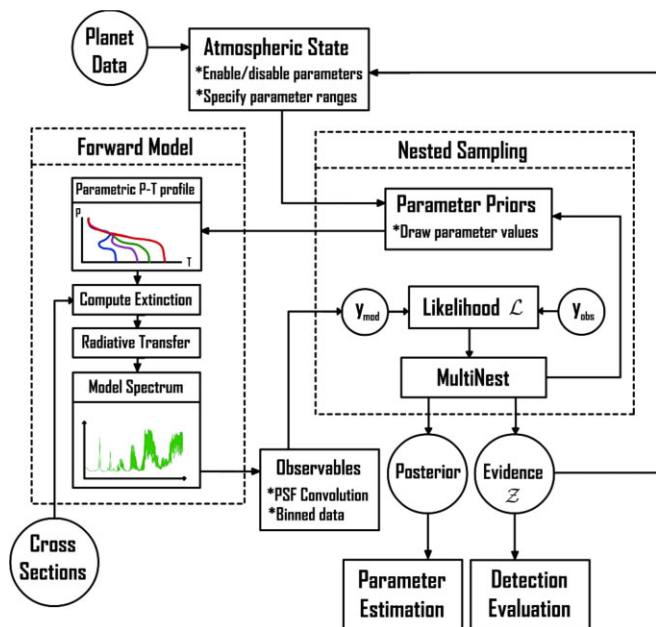 Planet
Data
Atmospheric State
*Enable/disable parameters
*Specify parameter ranges
Forward Model
Parametric P-T profile
P
T
Compute Extinction
Radiative Transfer
Model Spectrum
Cross
Sections
Observables
*PSF Convolution
*Binned data
Nested Sampling
Parameter Priors
*Draw parameter values
y_mod
Likelihood ℒ
y_obs
MultiNest
Posterior
Evidence
𝒵
Parameter
Estimation
Detection
Evaluation